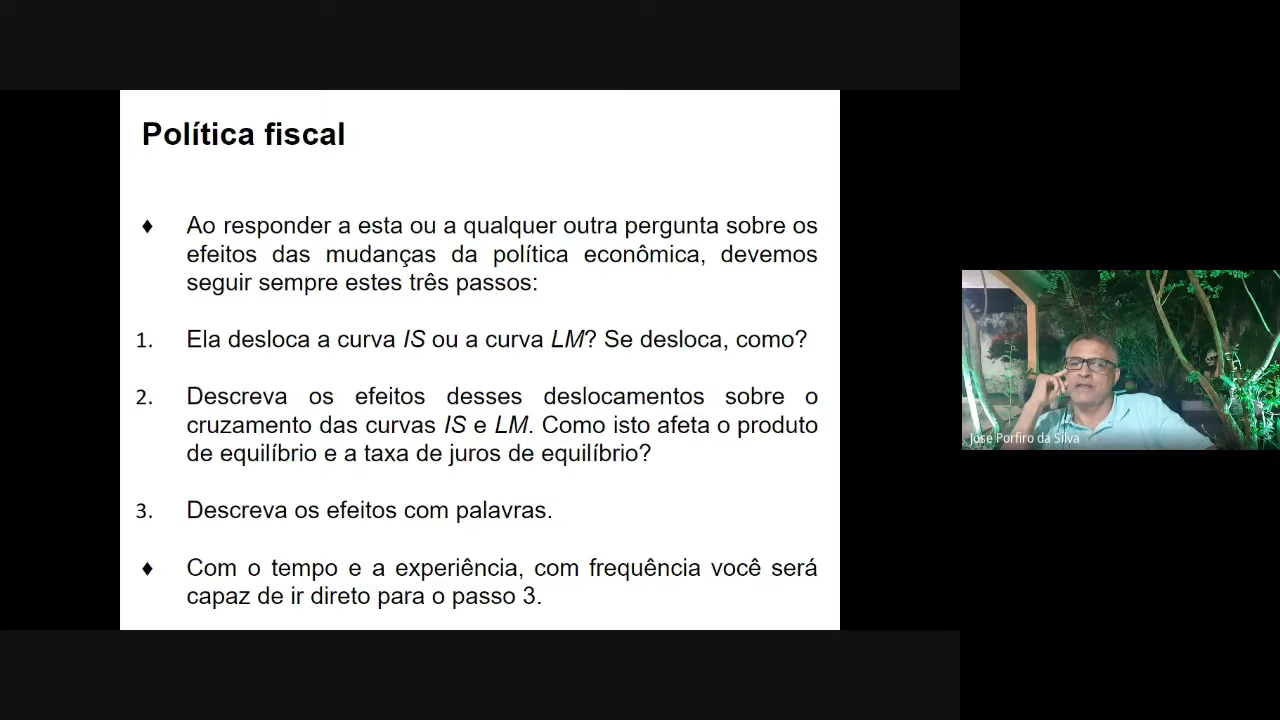 Política fiscal
♦ Ao responder a esta ou a qualquer outra pergunta sobre os
efeitos das mudanças da política econômica, devemos
seguir sempre estes três passos:
1. Ela desloca a curva IS ou a curva LM? Se desloca, como?
2. Descreva os efeitos desses deslocamentos sobre o
cruzamento das curvas IS e LM. Como isto afeta o produto
de equilíbrio e a taxa de juros de equilíbrio?
3. Descreva os efeitos com palavras.
♦ Com o tempo e a experiência, com frequência você será
capaz de ir direto para o passo 3.
José Porfiro da Silva